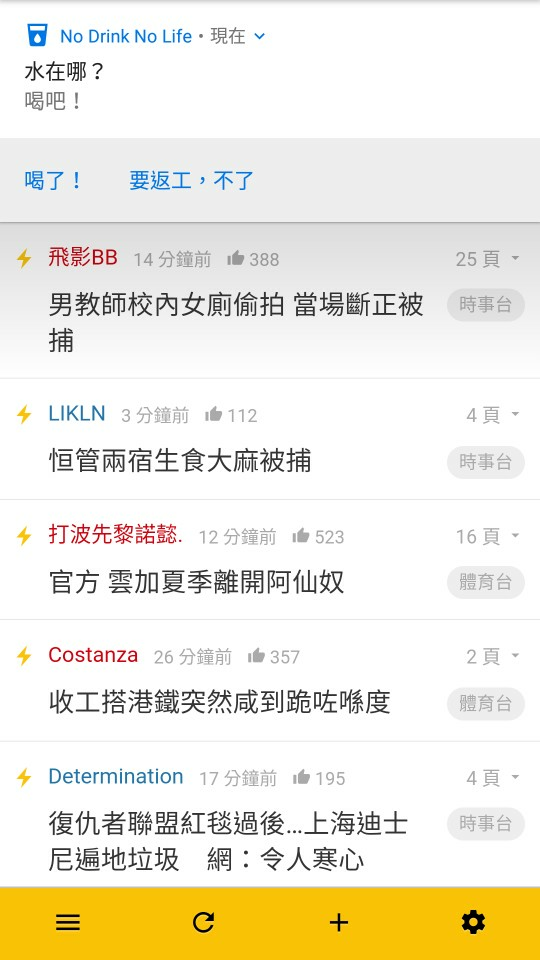 No Drink No Life • 現在
水在哪？
喝吧！
喝了！ 要返工，不了
飛影BB 14 分鐘前 388 25 頁
男教師校內女廁偷拍 當場斷正被
捕 時事台
LIKLN 3 分鐘前 112 4 頁
恒管兩宿生食大麻被捕 時事台
打波先黎諾懿. 12 分鐘前 523 16 頁
官方 雲加夏季離開阿仙奴 體育台
Costanza 26 分鐘前 357 2 頁
收工搭港鐵突然咸到跪咗喺度 體育台
Determination 17 分鐘前 195 4 頁
復仇者聯盟紅毯過後...上海迪士 時事台
尼遍地垃圾　網：令人寒心